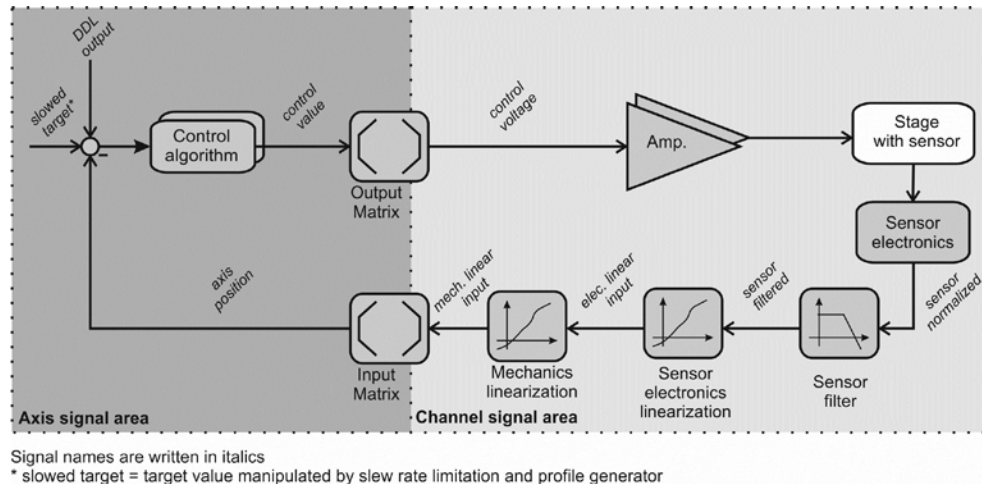 DDL
output
slowed
target*
Control
algorithm
control
value
Output
Matrix
control
voltage
Amp.
Stage
with sensor
Sensor
electronics
sensor
normalized
Sensor
filter
sensor
filtered
Sensor
electronics
linearization
elec. linear
input
Mechanics
linearization
mech. linear
input
Input
Matrix
axis
position
Axis signal area
Channel signal area
Signal names are written in italics
* slowed target = target value manipulated by slew rate limitation and profile generator